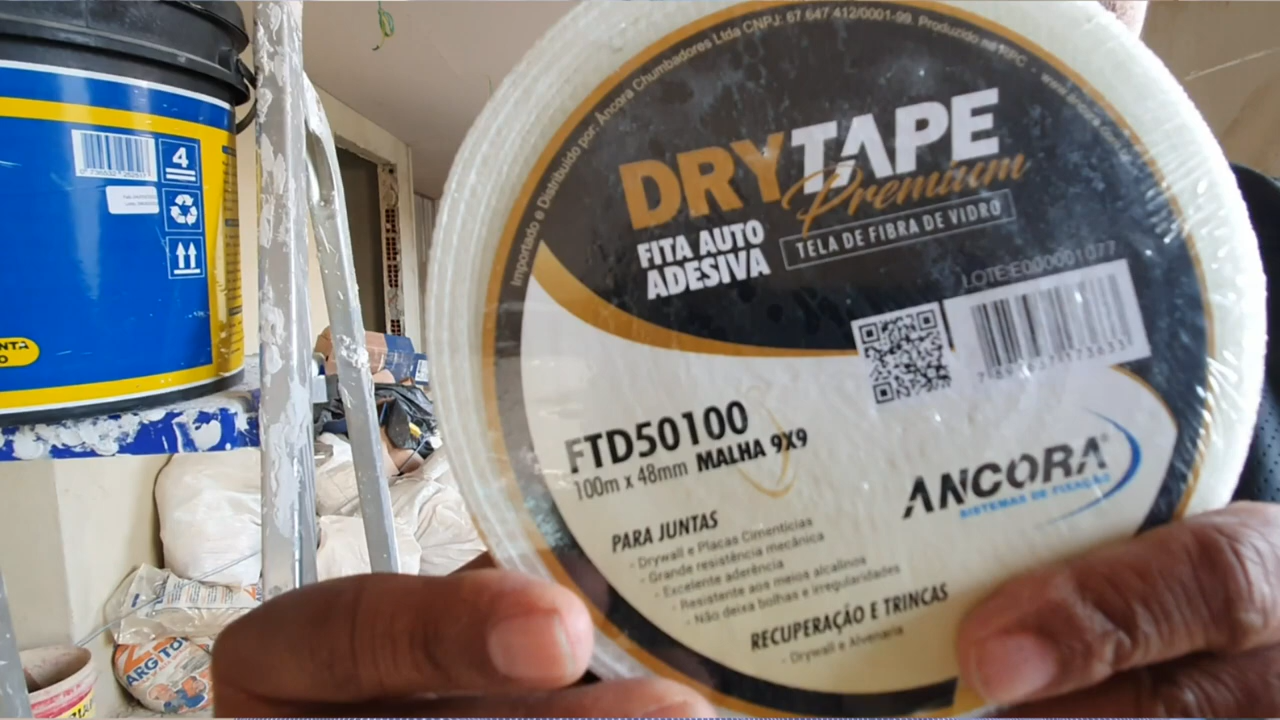 Importado e Distribuído por: Âncora Chumbadores Ltda CNPJ: 67.647.412/0001-99. Produzido na RPC - www.ancora.com
DRYTAPE
Premium
FITA AUTO
ADESIVA
TELA DE FIBRA DE VIDRO
LOTE:E000001077
FTD50100
100m x 48mm MALHA 9X9
ANCORA®
SISTEMAS DE FIXAÇÃO
PARA JUNTAS
- Drywall e Placas Cimentícias
- Grande resistência mecânica
- Excelente aderência
- Resistente aos meios alcalinos
- Não deixa bolhas e irregularidades
RECUPERAÇÃO E TRINCAS
- Drywall e Alvenaria
4